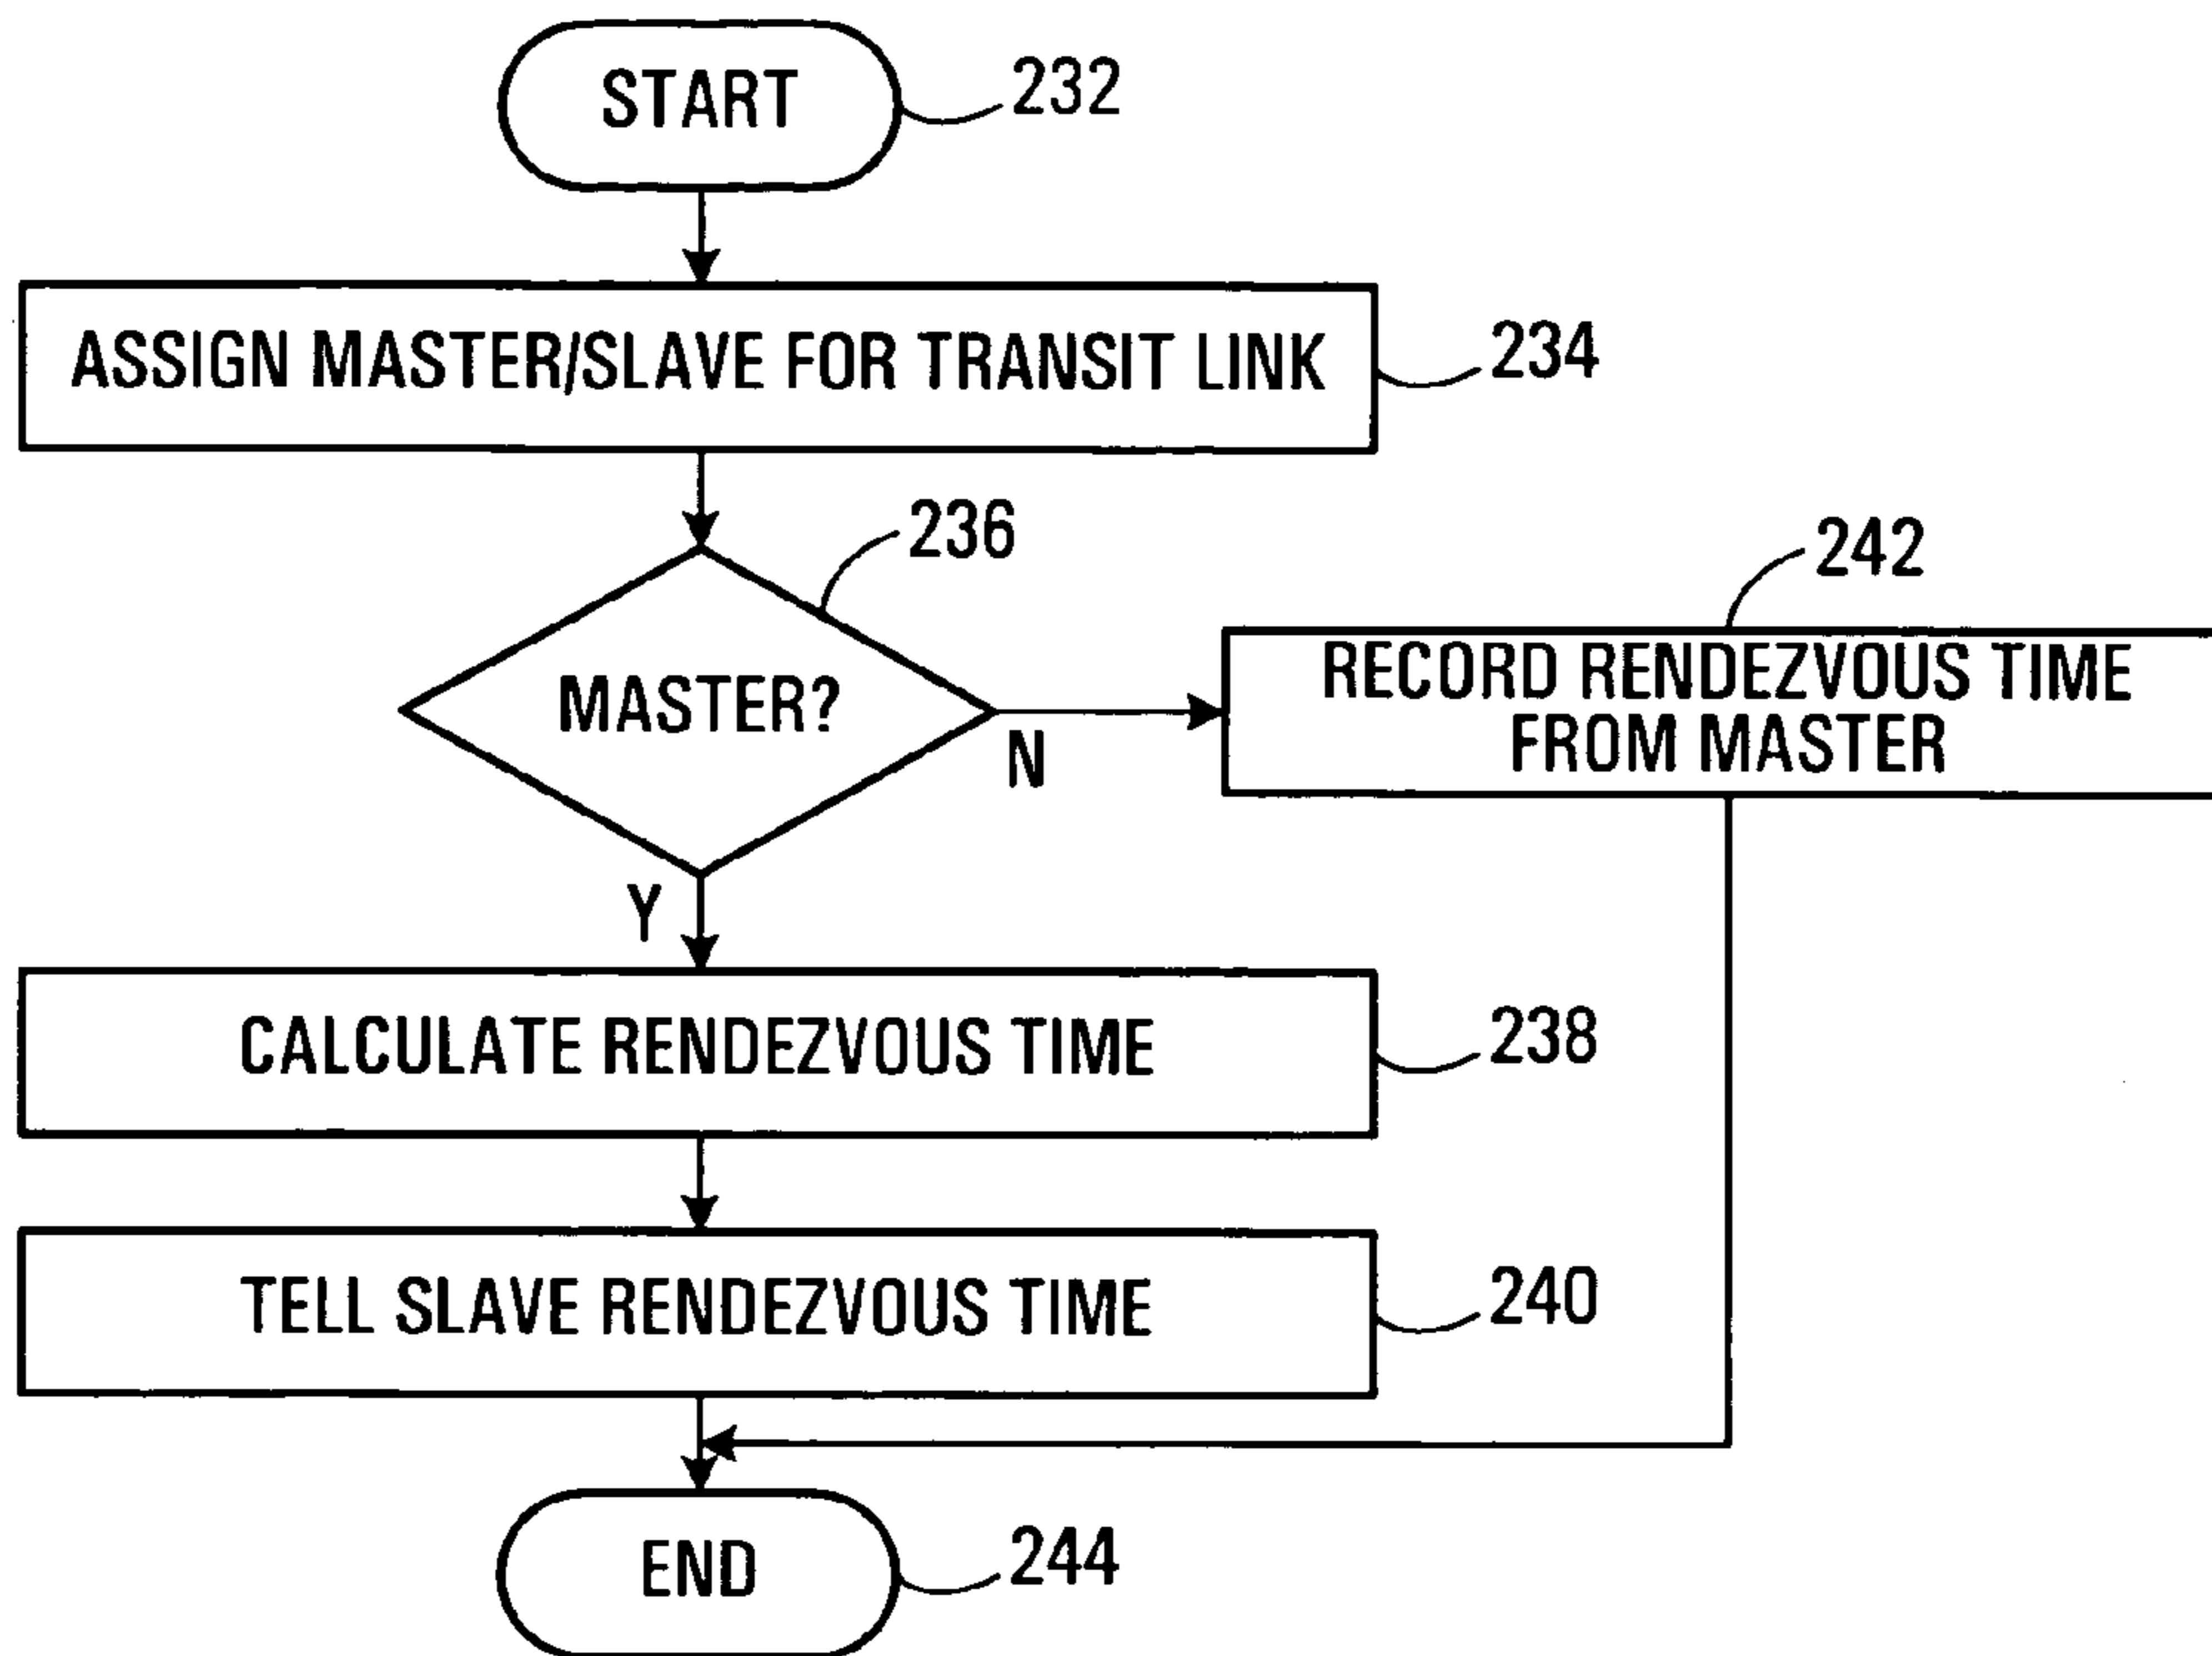 START
232
ASSIGN MASTER/SLAVE FOR TRANSIT LINK
234
236
MASTER?
N
Y
242
RECORD RENDEZVOUS TIME
FROM MASTER
CALCULATE RENDEZVOUS TIME
238
TELL SLAVE RENDEZVOUS TIME
240
END
244